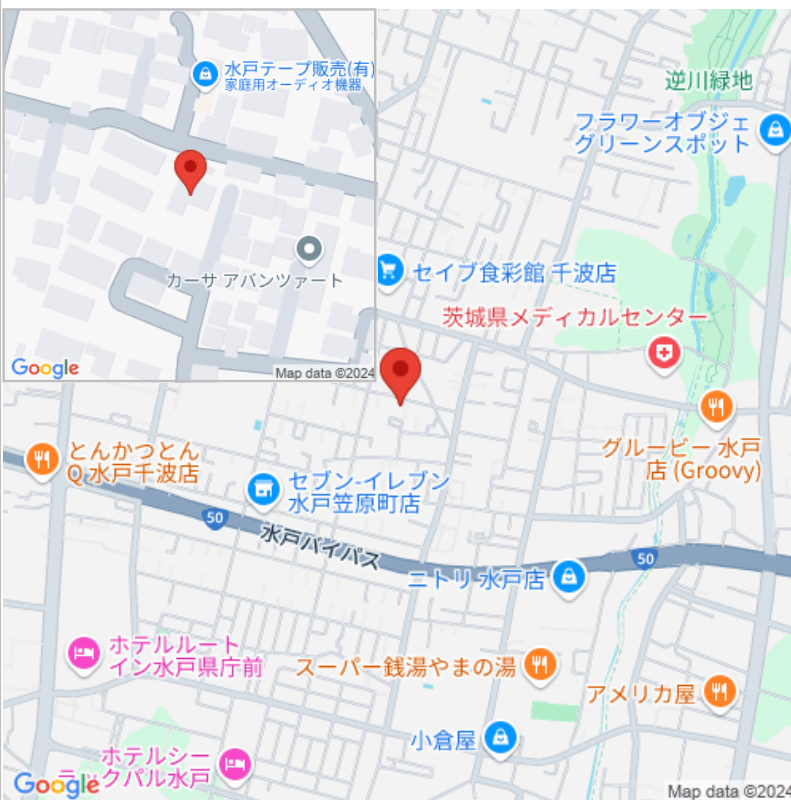 水戸テープ販売(有)
家庭用オーディオ機器
カーサ アバンツァート
Google
Map data ©2024
逆川緑地
フラワーオブジェ
グリーンスポット
セイブ食彩館 千波店
茨城県メディカルセンター
グルービー 水戸
店 (Groovy)
とんかつとん
Q 水戸千波店
セブン-イレブン
水戸笠原町店
50
水戸バイパス
50
ニトリ 水戸店
ホテルルート
イン水戸県庁前
スーパー銭湯やまの湯
アメリカ屋
小倉屋
ホテルシー
ラックパル水戸
Google
Map data ©2024